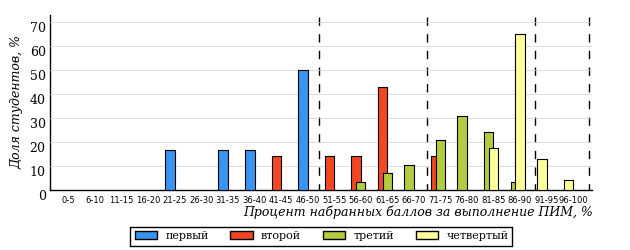 Доля студентов, %
70
60
50
40
30
20
10
0
0-5 6-10 11-15 16-20 21-25 26-30 31-35 36-40 41-45 46-50 51-55 56-60 61-65 66-70 71-75 76-80 81-85 86-90 91-95 96-100
Процент набранных баллов за выполнение ПИМ, %
первый второй третий четвертый